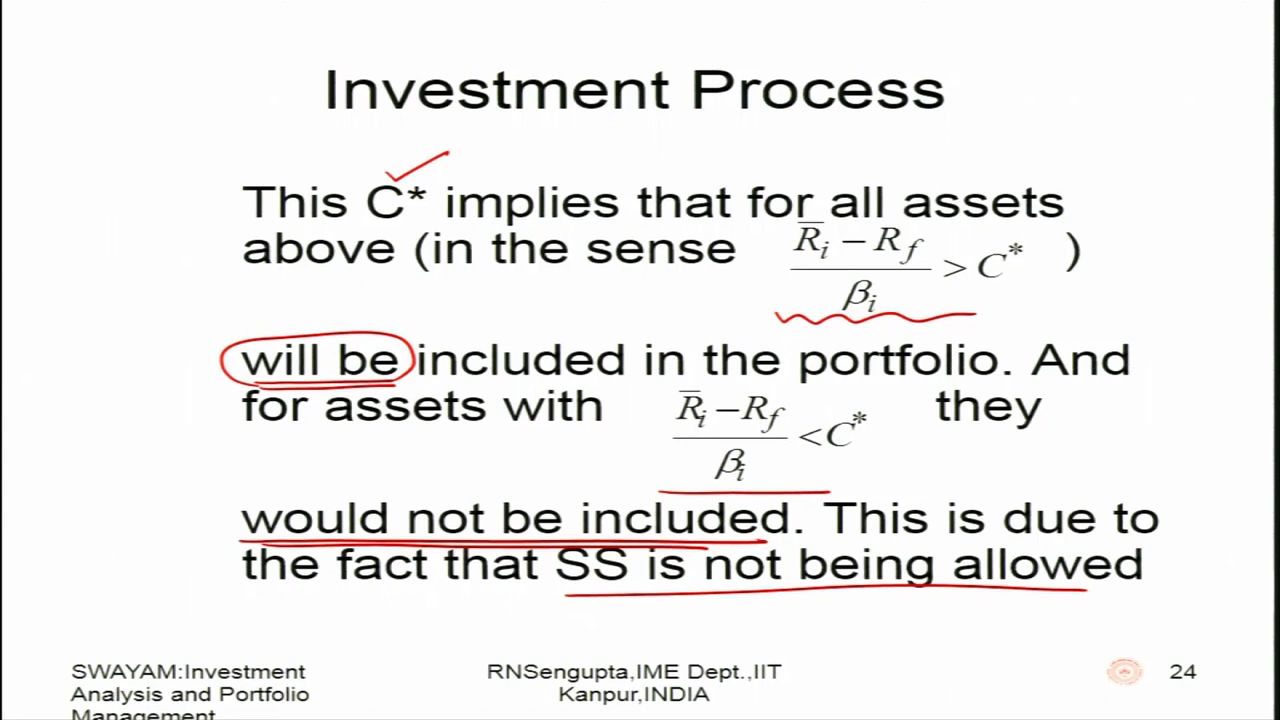 Investment Process
This C* implies that for all assets
above (in the sense R̅i − Rf / βi > C* )
will be included in the portfolio. And
for assets with R̅i − Rf / βi < C* they
would not be included. This is due to
the fact that SS is not being allowed
SWAYAM:Investment
Analysis and Portfolio
Management
RNSengupta,IME Dept.,IIT
Kanpur,INDIA
24